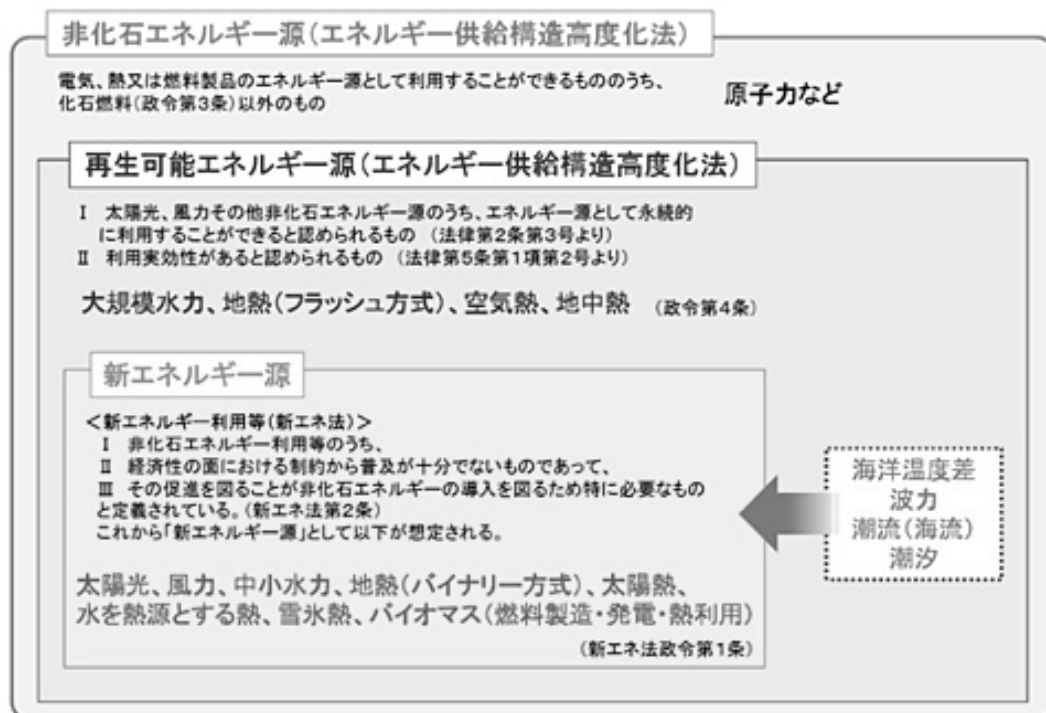 非化石エネルギー源(エネルギー供給構造高度化法)
電気、熱又は燃料製品のエネルギー源として利用することができるもののうち、
化石燃料(政令第3条)以外のもの
原子力など
再生可能エネルギー源(エネルギー供給構造高度化法)
Ⅰ 太陽光、風力その他非化石エネルギー源のうち、エネルギー源として永続的
に利用することができると認められるもの (法律第2条第3号より)
Ⅱ 利用実効性があると認められるもの (法律第5条第1項第2号より)
大規模水力、地熱(フラッシュ方式)、空気熱、地中熱 (政令第4条)
新エネルギー源
<新エネルギー利用等(新エネ法)>
Ⅰ 非化石エネルギー利用等のうち、
Ⅱ 経済性の面における制約から普及が十分でないものであって、
Ⅲ その促進を図ることが非化石エネルギーの導入を図るため特に必要なもの
と定義されている。(新エネ法第2条)
これから「新エネルギー源」として以下が想定される。
太陽光、風力、中小水力、地熱(バイナリー方式)、太陽熱、
水を熱源とする熱、雪氷熱、バイオマス(燃料製造・発電・熱利用)
(新エネ法政令第1条)
海洋温度差
波力
潮流(海流)
潮汐